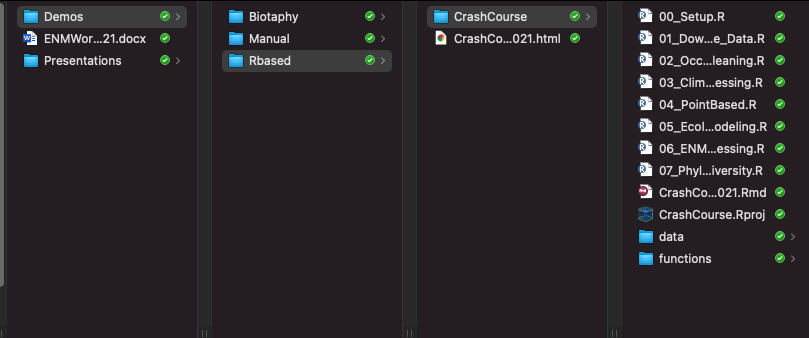 Demos
ENMWor...21.docx
Presentations
Biotaphy
Manual
Rbased
CrashCourse
CrashCo...021.html
00_Setup.R
01_Dow...e_Data.R
02_Occ...leaning.R
03_Clim...essing.R
04_PointBased.R
05_Ecol...odeling.R
06_ENM...essing.R
07_Phyl...iversity.R
CrashCo...021.Rmd
CrashCourse.Rproj
data
functions